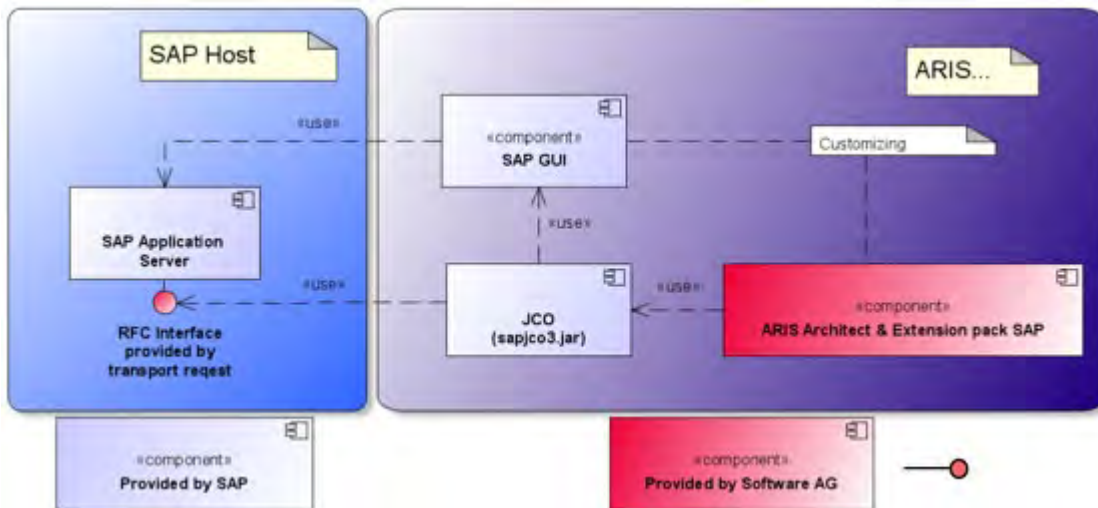 SAP Host
ARIS...
«use»
«component»
SAP GUI
Customizing
«use»
SAP Application
Server
«use»
«use»
JCO
(sapjco3.jar)
«component»
ARIS Architect & Extension pack SAP
RFC Interface
provided by
transport reqest
«component»
Provided by SAP
«component»
Provided by Software AG